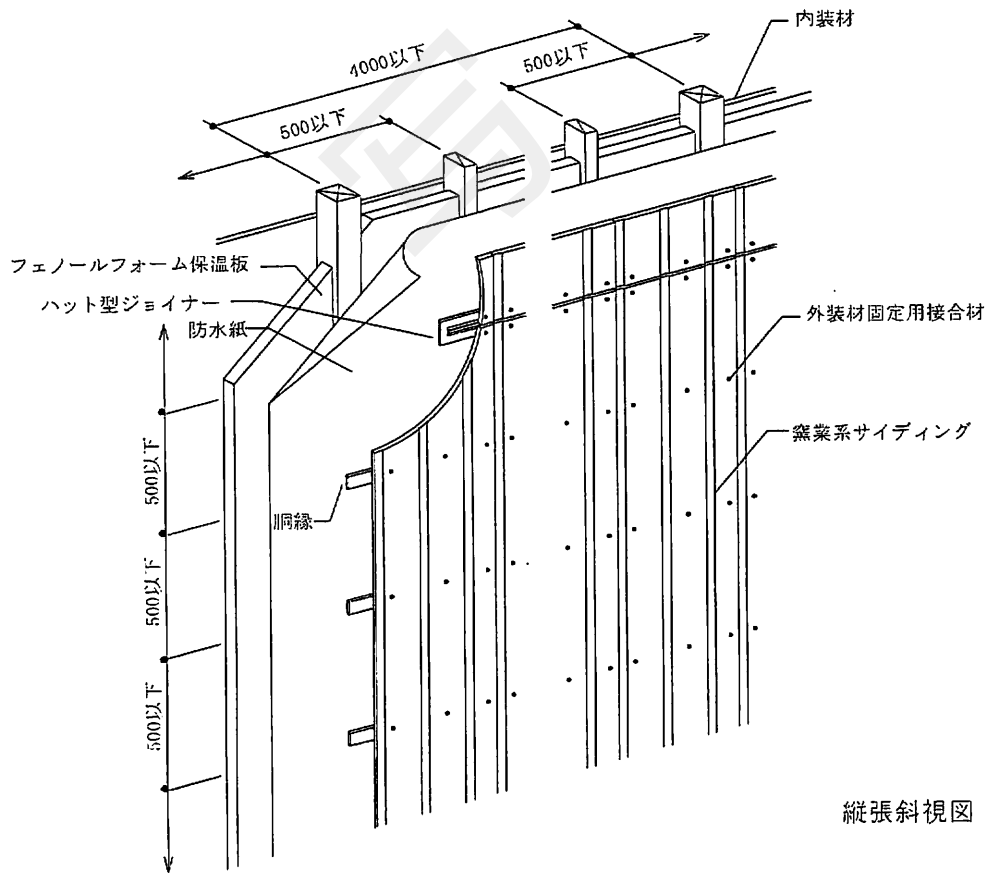 内装材
4000以下
500以下
500以下
フェノールフォーム保温板
ハット型ジョイナー
防水紙
外装材固定用接合材
窯業系サイディング
500以下
胴縁
500以下
500以下
縦張斜視図
写